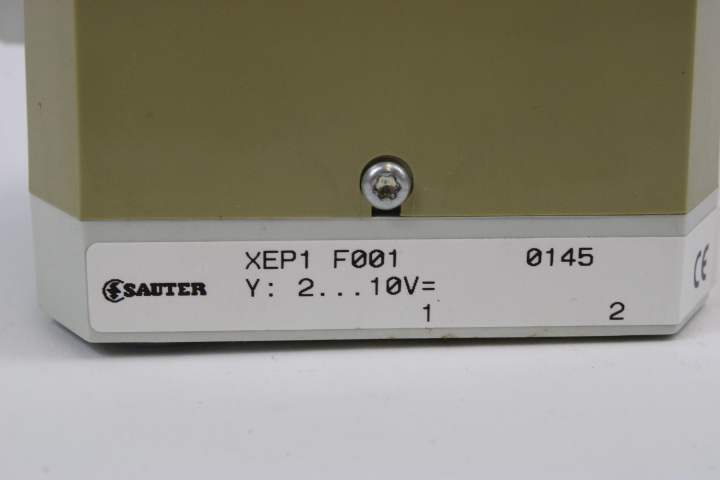 XEP1 F001 0145
SAUTER Y: 2...10V=
1 2
CE